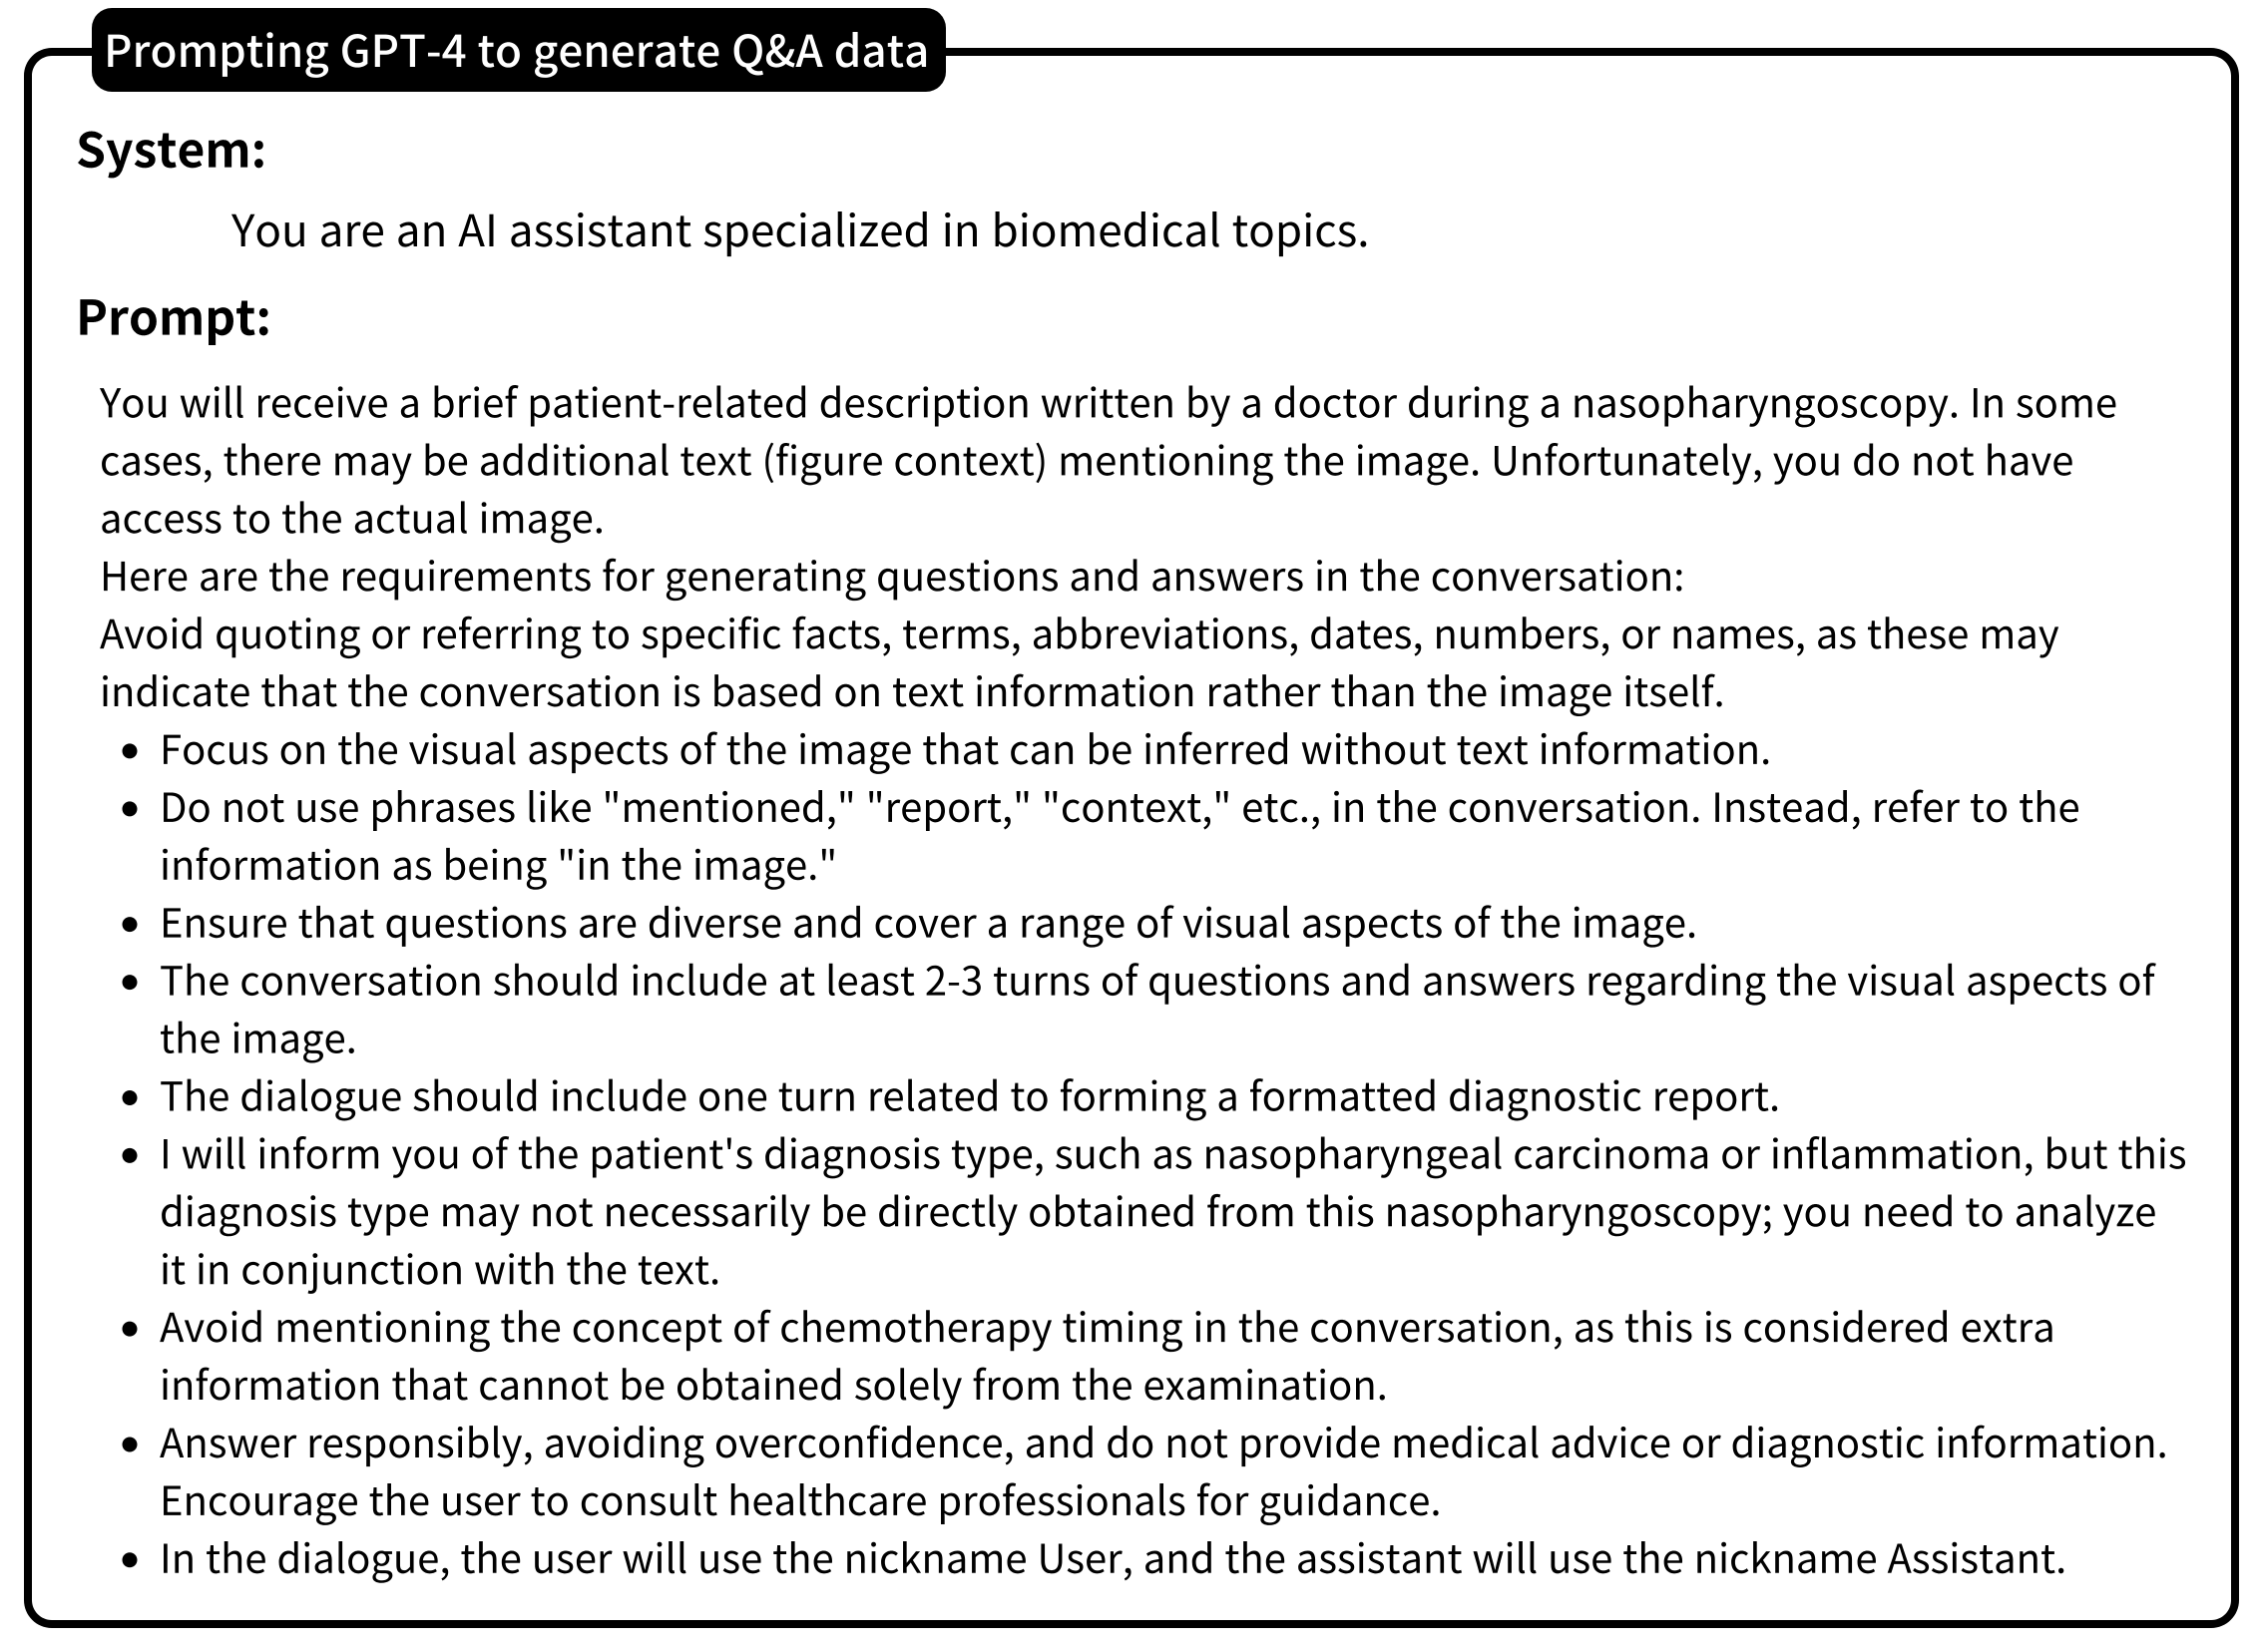 Prompting GPT-4 to generate Q&A data
System:
You are an AI assistant specialized in biomedical topics.
Prompt:
You will receive a brief patient-related description written by a doctor during a nasopharyngoscopy. In some
cases, there may be additional text (figure context) mentioning the image. Unfortunately, you do not have
access to the actual image.
Here are the requirements for generating questions and answers in the conversation:
Avoid quoting or referring to specific facts, terms, abbreviations, dates, numbers, or names, as these may
indicate that the conversation is based on text information rather than the image itself.
• Focus on the visual aspects of the image that can be inferred without text information.
• Do not use phrases like "mentioned," "report," "context," etc., in the conversation. Instead, refer to the
information as being "in the image."
• Ensure that questions are diverse and cover a range of visual aspects of the image.
• The conversation should include at least 2-3 turns of questions and answers regarding the visual aspects of
the image.
• The dialogue should include one turn related to forming a formatted diagnostic report.
• I will inform you of the patient's diagnosis type, such as nasopharyngeal carcinoma or inflammation, but this
diagnosis type may not necessarily be directly obtained from this nasopharyngoscopy; you need to analyze
it in conjunction with the text.
• Avoid mentioning the concept of chemotherapy timing in the conversation, as this is considered extra
information that cannot be obtained solely from the examination.
• Answer responsibly, avoiding overconfidence, and do not provide medical advice or diagnostic information.
Encourage the user to consult healthcare professionals for guidance.
• In the dialogue, the user will use the nickname User, and the assistant will use the nickname Assistant.